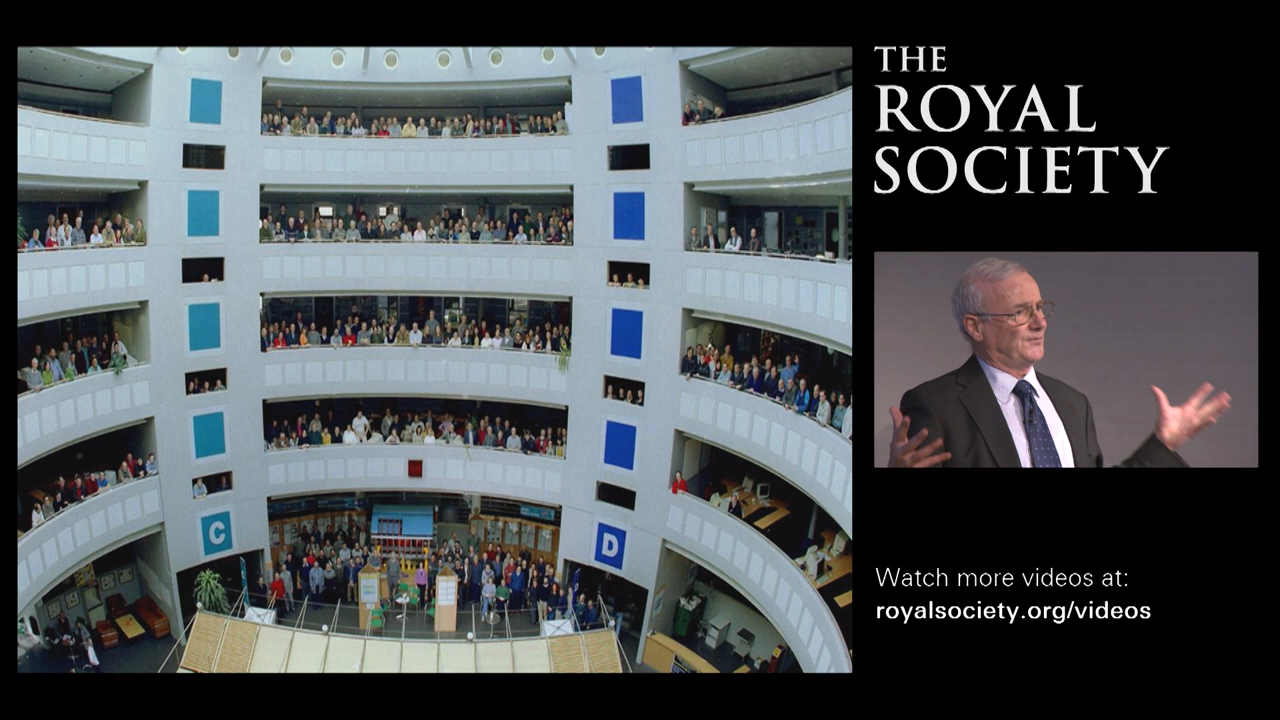 THE
ROYAL
SOCIETY
C
D
Watch more videos at:
royalsociety.org/videos